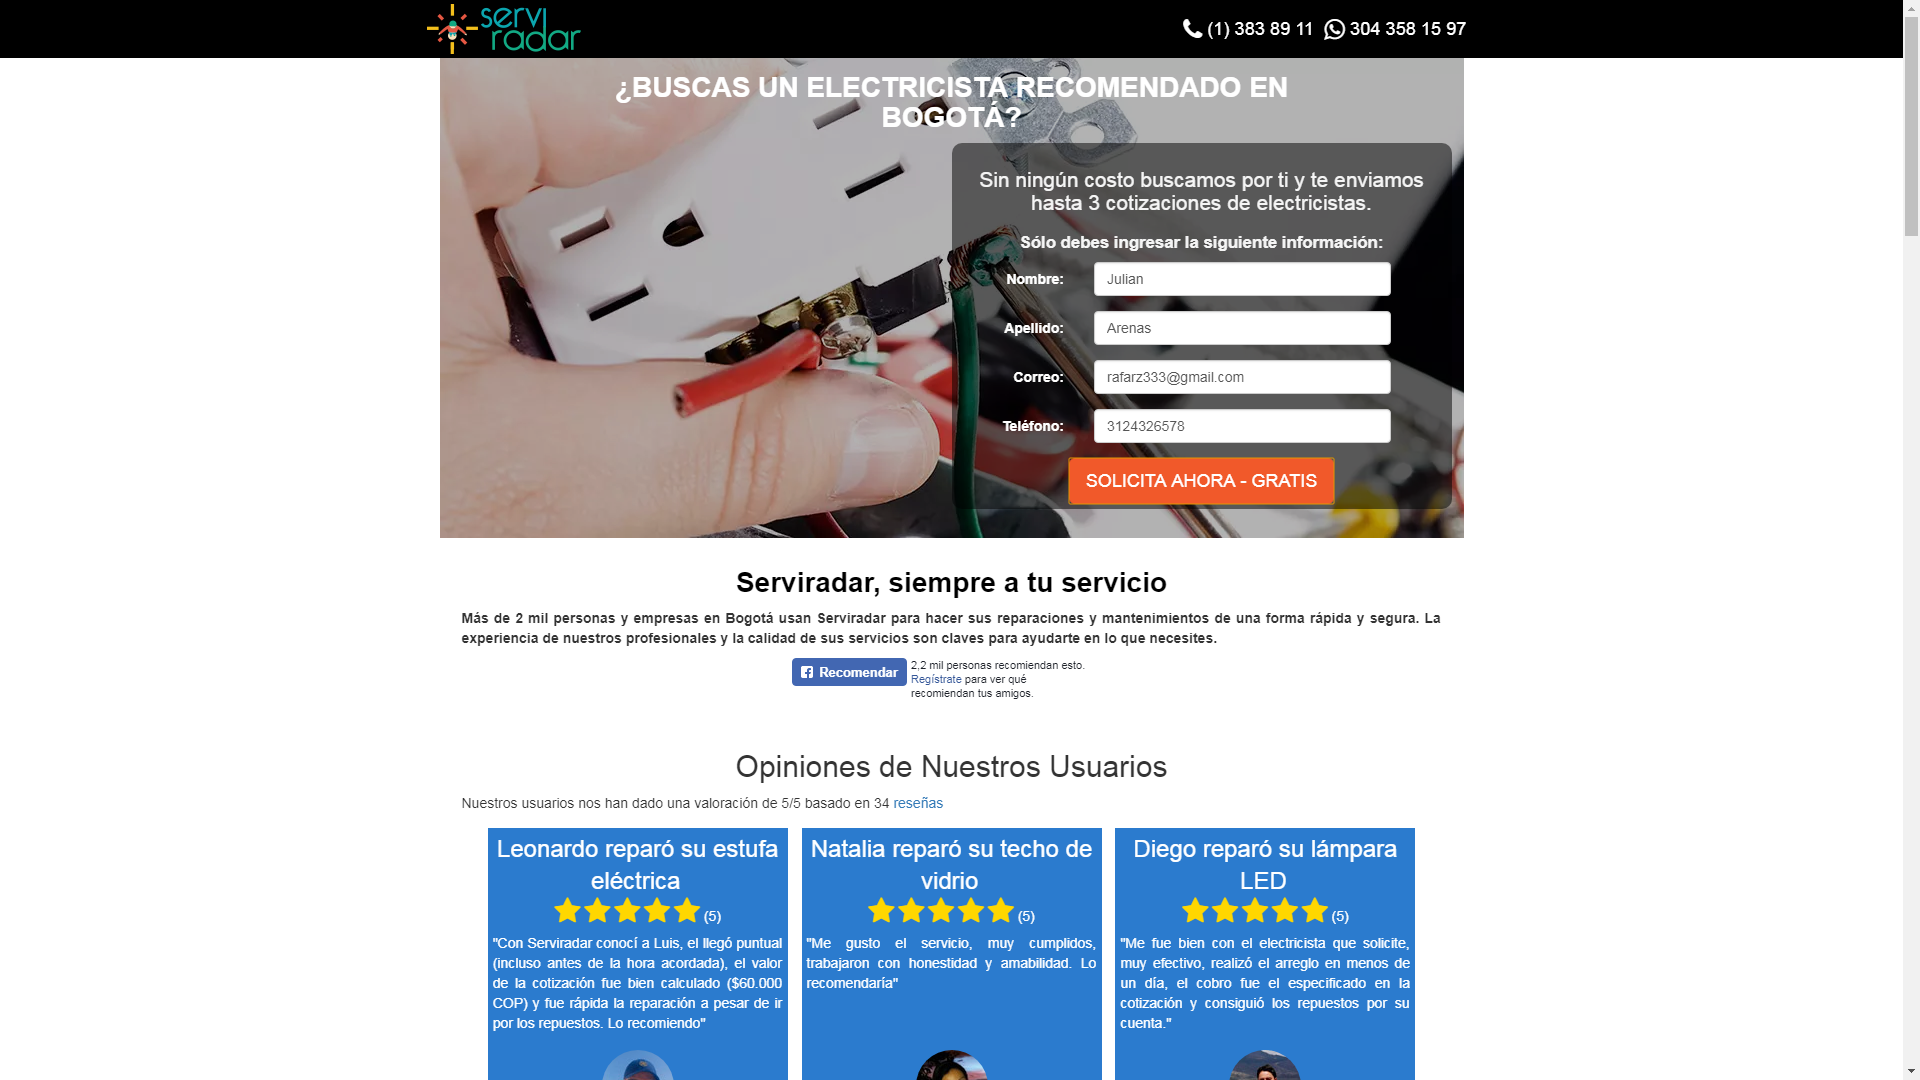 servi
radar
(1) 383 89 11 304 358 15 97
¿BUSCAS UN ELECTRICISTA RECOMENDADO EN
BOGOTÁ?
Sin ningún costo buscamos por ti y te enviamos
hasta 3 cotizaciones de electricistas.
Sólo debes ingresar la siguiente información:
Nombre: Julian
Apellido: Arenas
Correo: rafarz333@gmail.com
Teléfono: 3124326578
SOLICITA AHORA - GRATIS
Serviradar, siempre a tu servicio
Más de 2 mil personas y empresas en Bogotá usan Serviradar para hacer sus reparaciones y mantenimientos de una forma rápida y segura. La
experiencia de nuestros profesionales y la calidad de sus servicios son claves para ayudarte en lo que necesites.
Recomendar
2,2 mil personas recomiendan esto.
Regístrate para ver qué
recomiendan tus amigos.
Opiniones de Nuestros Usuarios
Nuestros usuarios nos han dado una valoración de 5/5 basado en 34 reseñas
Leonardo reparó su estufa
eléctrica
(5)
"Con Serviradar conocí a Luis, el llegó puntual
(incluso antes de la hora acordada), el valor
de la cotización fue bien calculado ($60.000
COP) y fue rápida la reparación a pesar de ir
por los repuestos. Lo recomiendo"
Natalia reparó su techo de
vidrio
(5)
"Me gusto el servicio, muy cumplidos,
trabajaron con honestidad y amabilidad. Lo
recomendaría"
Diego reparó su lámpara
LED
(5)
"Me fue bien con el electricista que solicite,
muy efectivo, realizó el arreglo en menos de
un día, el cobro fue el especificado en la
cotización y consiguió los repuestos por su
cuenta."